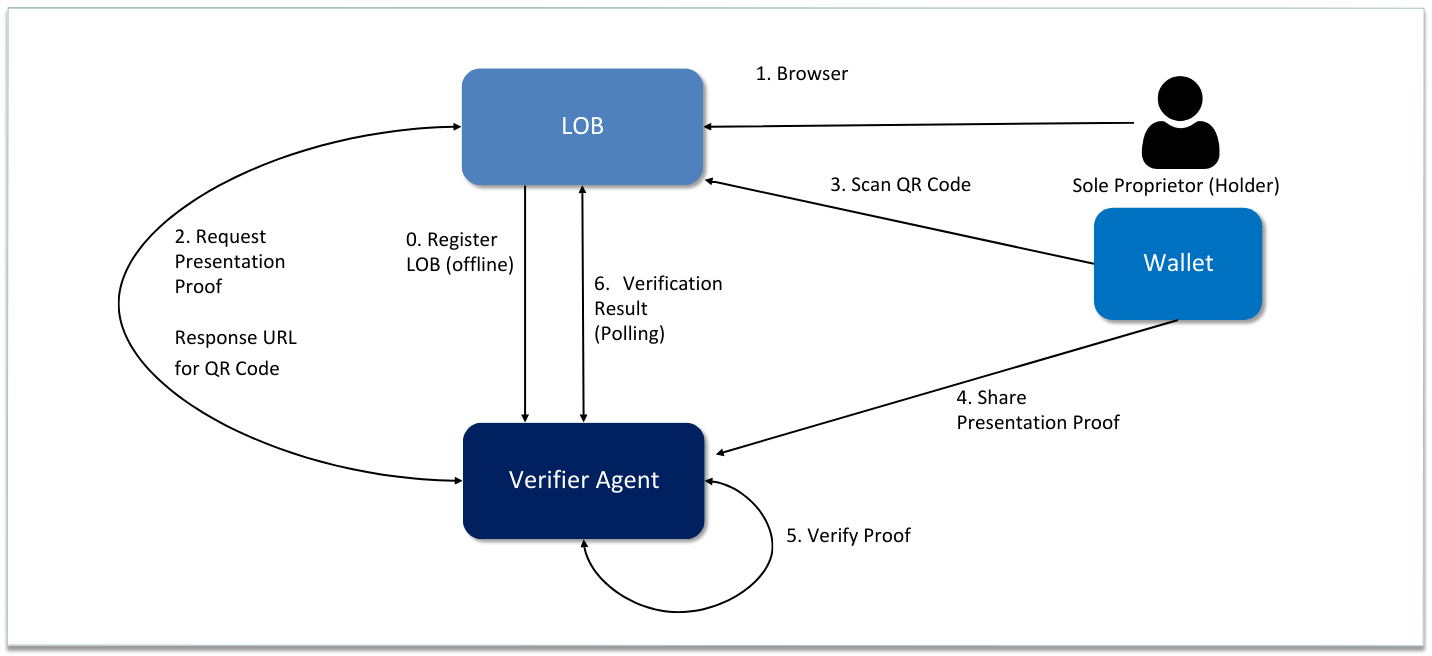 1. Browser
LOB
3. Scan QR Code
Sole Proprietor (Holder)
2. Request
Presentation
Proof
Response URL
for QR Code
0. Register
LOB (offline)
6. Verification
Result
(Polling)
Wallet
4. Share
Presentation Proof
Verifier Agent
5. Verify Proof